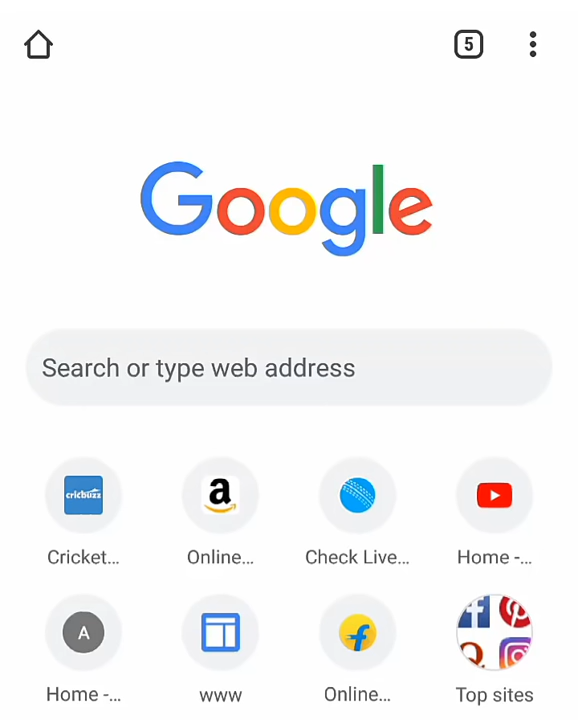 5
Google
Search or type web address
cricbuzz
a
Cricket...
Online...
Check Live...
Home -...
A
f
f
Home -...
www
Online...
Top sites